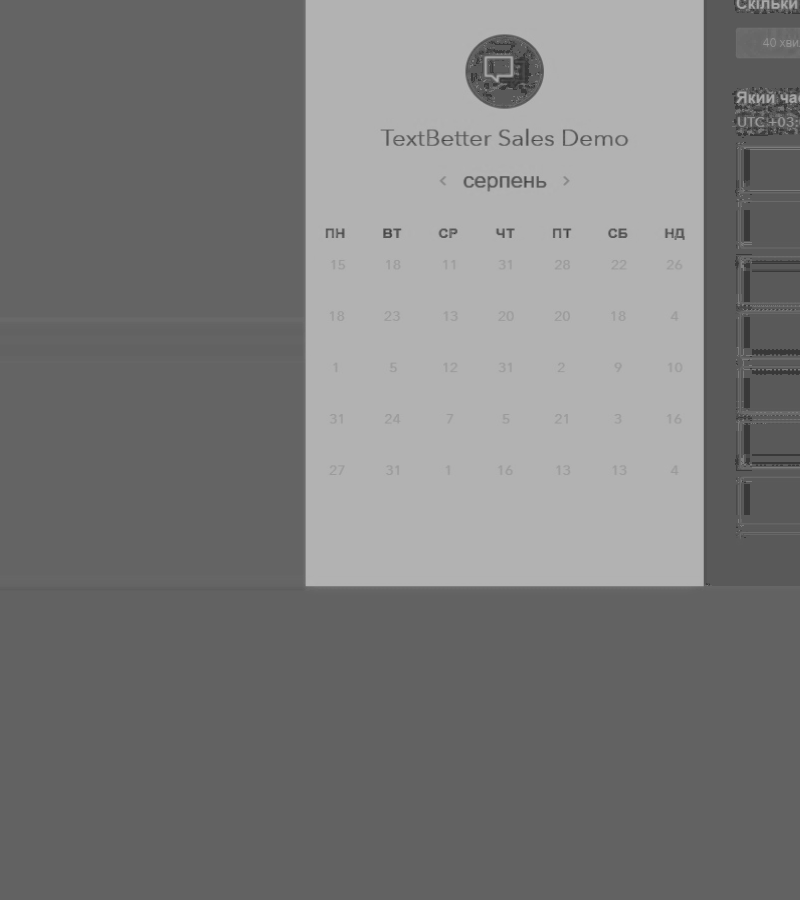 TextBetter Sales Demo
серпень
ПН ВТ СР ЧТ ПТ СБ НД
15 18 11 31 28 22 26
18 23 13 20 20 18 4
1 5 12 31 2 9 10
31 24 7 5 21 3 16
27 31 1 16 13 13 4
Скільки
40 хви
Який час
UTC +03: